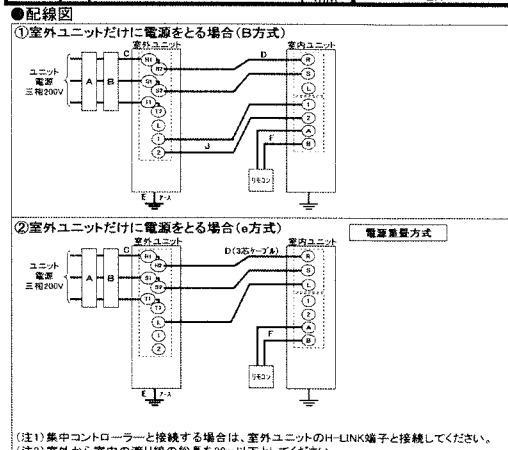 ●配線図
①室外ユニットだけに電源をとる場合(B方式)
室外ユニット
室内ユニット
ユニット
電源
三相200V
A
B
C
D
R1
R2
S1
S2
T1
T2
L
1
2
R
S
L
1
2
A
B
J
F
リモコン
E アース
②室外ユニットだけに電源をとる場合(e方式)
電源重畳方式
室外ユニット
室内ユニット
ユニット
電源
三相200V
A
B
C
D(3芯ケーブル)
R1
R2
S1
S2
T1
T2
L
1
2
R
S
L
1
2
A
B
F
リモコン
E アース
(注1)集中コントローラーと接続する場合は、室外ユニットのH-LINK端子と接続してください。